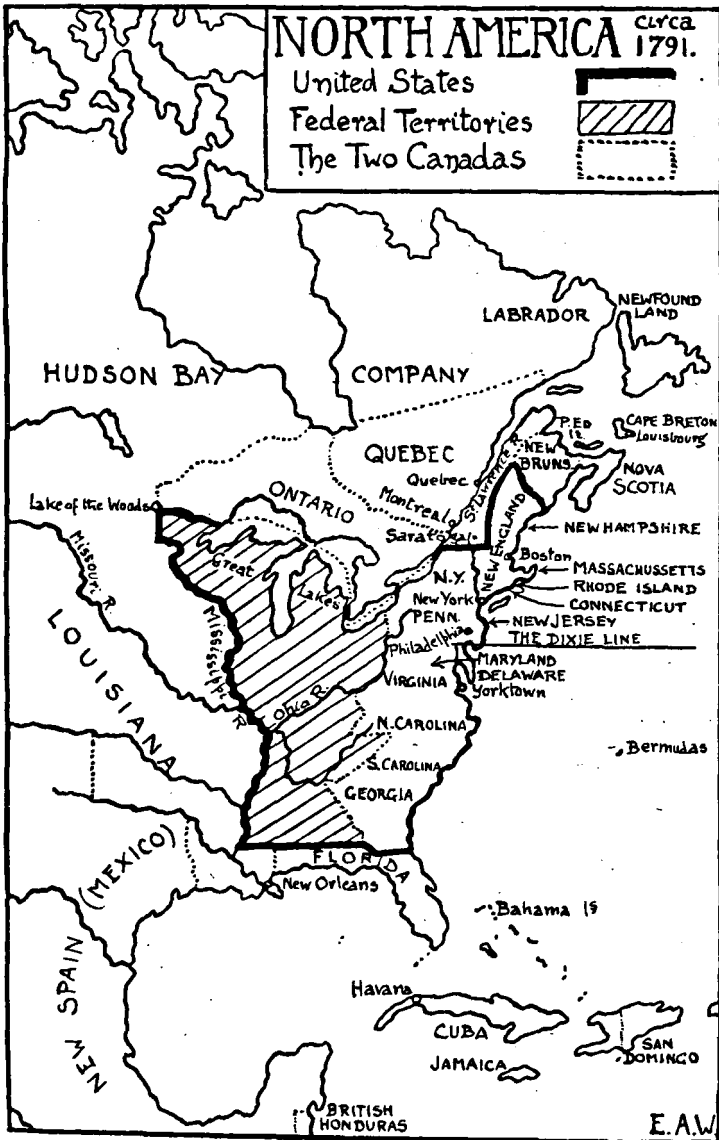 NORTH AMERICA circa 1791.
United States
Federal Territories
The Two Canadas
LABRADOR
NEWFOUND
LAND
HUDSON BAY COMPANY
QUEBEC
P. ED
Is.
CAPE BRETON
Louisbourg
NEW
BRUNS.
Quebec
St Lawrence R.
NOVA
SCOTIA
Lake of the Woods
ONTARIO
Montreal
Saratoga
NEW ENGLAND
NEW HAMPSHIRE
Boston
MASSACHUSSETTS
Missouri R.
Great Lakes
N.Y.
RHODE ISLAND
New York
CONNECTICUT
PENN.
NEW JERSEY
Philadelphia
THE DIXIE LINE
LOUISIANA
Mississippi R
MARYLAND
DELAWARE
VIRGINIA
Yorktown
Ohio R.
N. CAROLINA
Bermudas
S. CAROLINA
GEORGIA
FLORIDA
(MEXICO)
New Orleans
Bahama Is
NEW SPAIN
Havana
CUBA
SAN
DOMINGO
JAMAICA
BRITISH
HONDURAS
E.A.W.